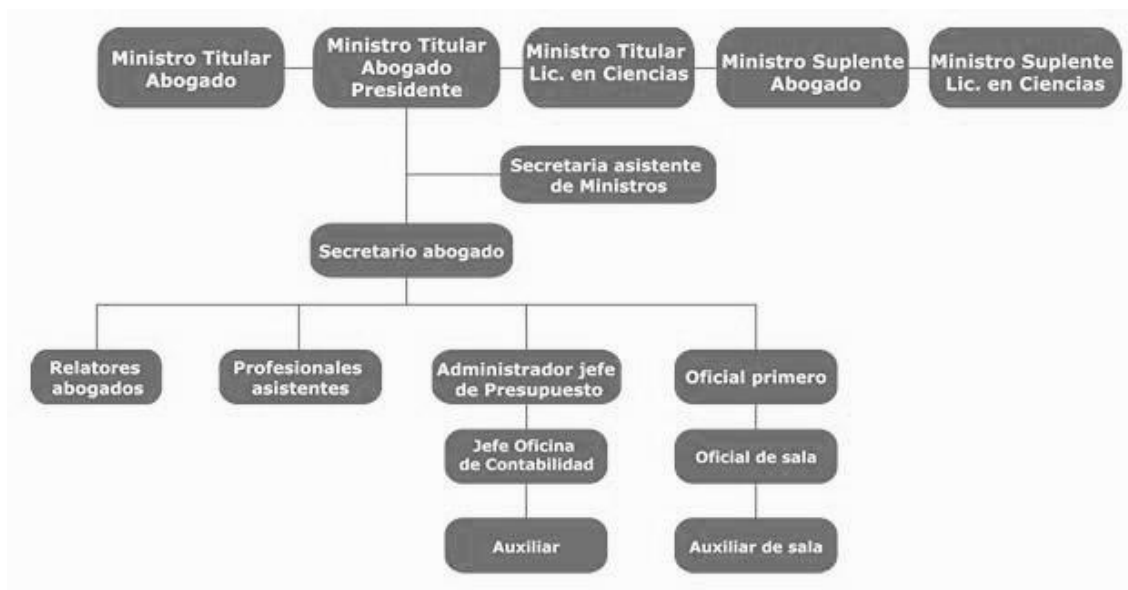 Ministro Titular
Abogado
Ministro Titular
Abogado
Presidente
Ministro Titular
Lic. en Ciencias
Ministro Suplente
Abogado
Ministro Suplente
Lic. en Ciencias
Secretaria asistente
de Ministros
Secretario abogado
Relatores
abogados
Profesionales
asistentes
Administrador jefe
de Presupuesto
Oficial primero
Jefe Oficina
de Contabilidad
Oficial de sala
Auxiliar
Auxiliar de sala